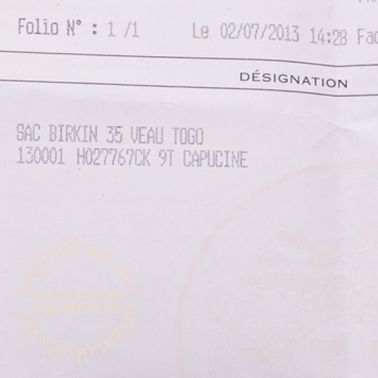 Folio N° : 1 /1 Le 02/07/2013 14:28 Fac
DÉSIGNATION
SAC BIRKIN 35 VEAU TOGO
130001 H027767CK 9T CAPUCINE